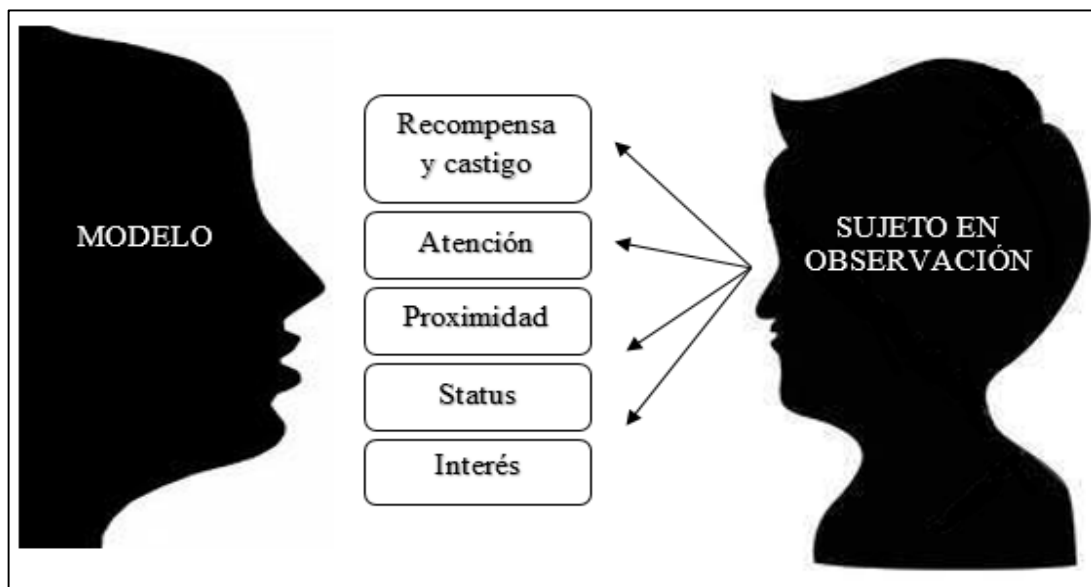 MODELO
Recompensa
y castigo
Atención
Proximidad
Status
Interés
SUJETO EN
OBSERVACIÓN